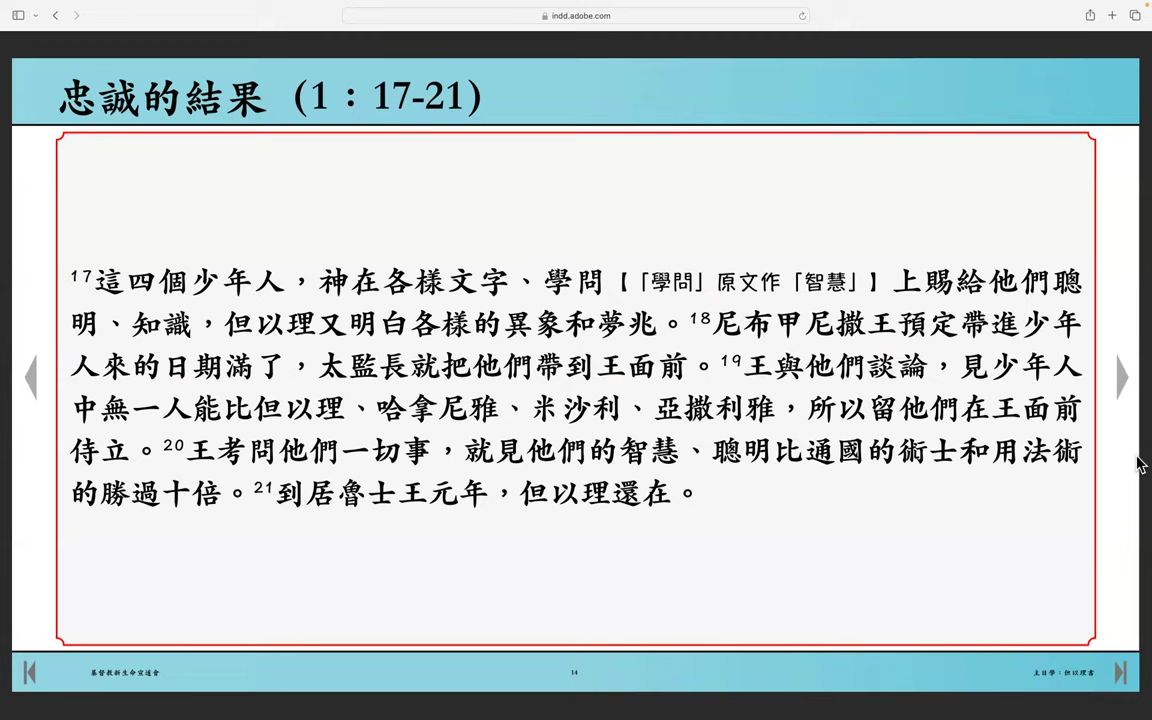 indd.adobe.com
忠誠的結果 (1：17-21)
17這四個少年人，神在各樣文字、學問【「學問」原文作「智慧」】上賜給他們聰
明、知識，但以理又明白各樣的異象和夢兆。18尼布甲尼撒王預定帶進少年
人來的日期滿了，太監長就把他們帶到王面前。19王與他們談論，見少年人
中無一人能比但以理、哈拿尼雅、米沙利、亞撒利雅，所以留他們在王面前
侍立。20王考問他們一切事，就見他們的智慧、聰明比通國的術士和用法術
的勝過十倍。21到居魯士王元年，但以理還在。
基督教新生命宣道會
14
主日學：但以理書